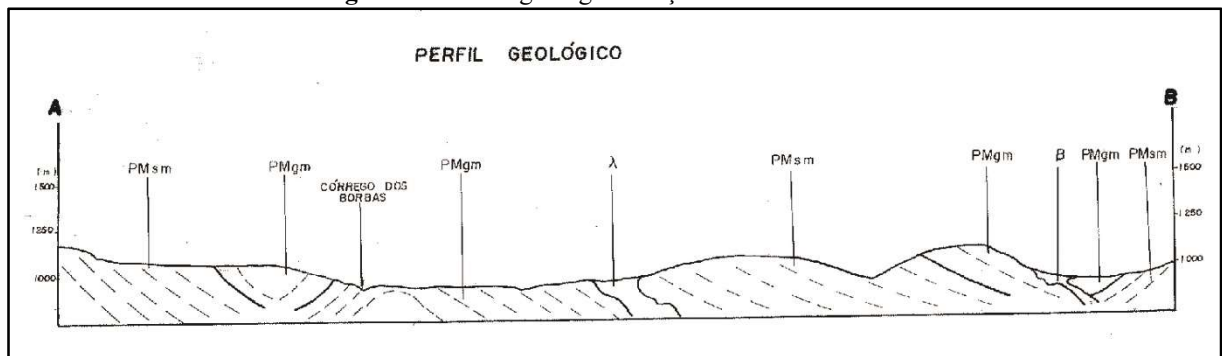 PERFIL GEOLÓGICO
A
B
PMsm
PMgm
CÓRREGO DOS
BORBAS
PMgm
λ
PMsm
PMgm
β
PMgm
PMsm
(m)
1500
1250
1000
(m)
1500
1250
1000